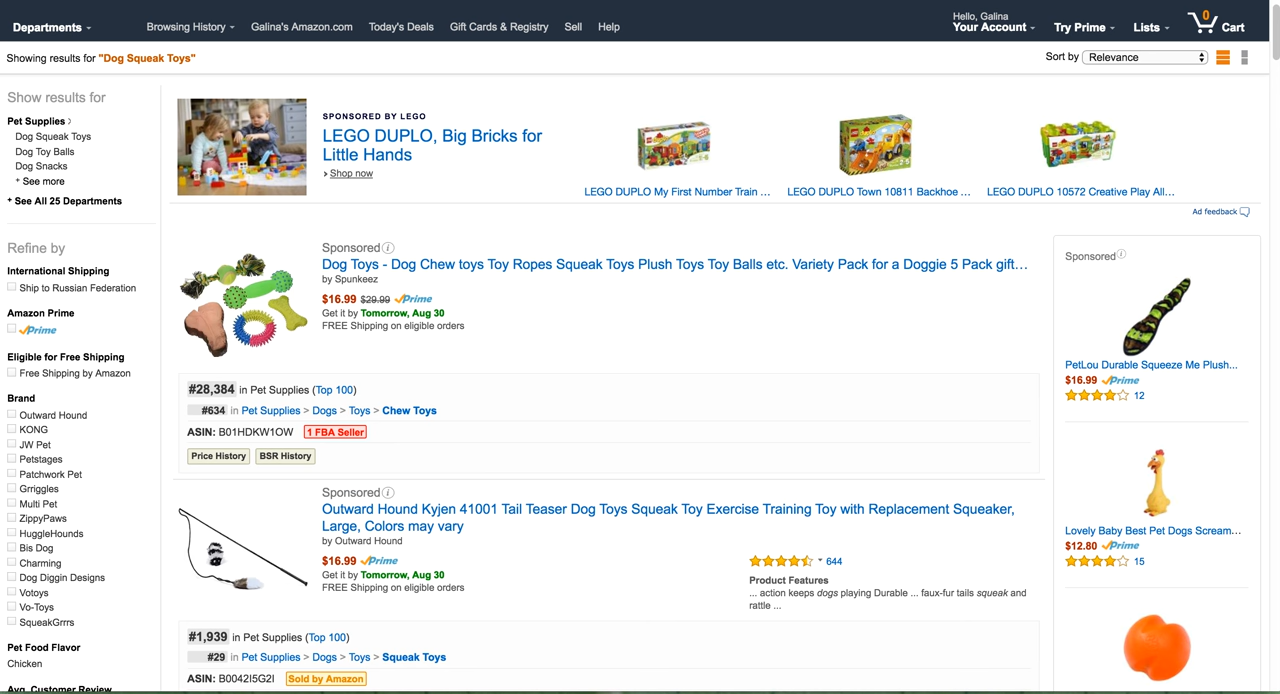 Departments
Browsing History
Galina's Amazon.com
Today's Deals
Gift Cards & Registry
Sell
Help
Hello, Galina
Your Account
Try Prime
Lists
0
Cart
Showing results for "Dog Squeak Toys"
Sort by Relevance
Show results for
Pet Supplies
Dog Squeak Toys
Dog Toy Balls
Dog Snacks
+ See more
+ See All 25 Departments
Refine by
International Shipping
Ship to Russian Federation
Amazon Prime
Prime
Eligible for Free Shipping
Free Shipping by Amazon
Brand
Outward Hound
KONG
JW Pet
Petstages
Patchwork Pet
Grriggles
Multi Pet
ZippyPaws
HuggleHounds
Bis Dog
Charming
Dog Diggin Designs
Votoys
Vo-Toys
SqueakGrrrs
Pet Food Flavor
Chicken
Avg. Customer Review
SPONSORED BY LEGO
LEGO DUPLO, Big Bricks for
Little Hands
› Shop now
LEGO DUPLO My First Number Train ...
LEGO DUPLO Town 10811 Backhoe ...
LEGO DUPLO 10572 Creative Play All...
Ad feedback
Sponsored
Dog Toys - Dog Chew toys Toy Ropes Squeak Toys Plush Toys Toy Balls etc. Variety Pack for a Doggie 5 Pack gift…
by Spunkeez
$16.99 $29.99 Prime
Get it by Tomorrow, Aug 30
FREE Shipping on eligible orders
#28,384 in Pet Supplies (Top 100)
#634 in Pet Supplies > Dogs > Toys > Chew Toys
ASIN: B01HDKW1OW 1 FBA Seller
Price History BSR History
Sponsored
Outward Hound Kyjen 41001 Tail Teaser Dog Toys Squeak Toy Exercise Training Toy with Replacement Squeaker,
Large, Colors may vary
by Outward Hound
$16.99 Prime
Get it by Tomorrow, Aug 30
FREE Shipping on eligible orders
644
Product Features
... action keeps dogs playing Durable ... faux-fur tails squeak and
rattle ...
#1,939 in Pet Supplies (Top 100)
#29 in Pet Supplies > Dogs > Toys > Squeak Toys
ASIN: B0042I5G2I Sold by Amazon
Sponsored
PetLou Durable Squeeze Me Plush...
$16.99 Prime
12
Lovely Baby Best Pet Dogs Scream...
$12.80 Prime
15